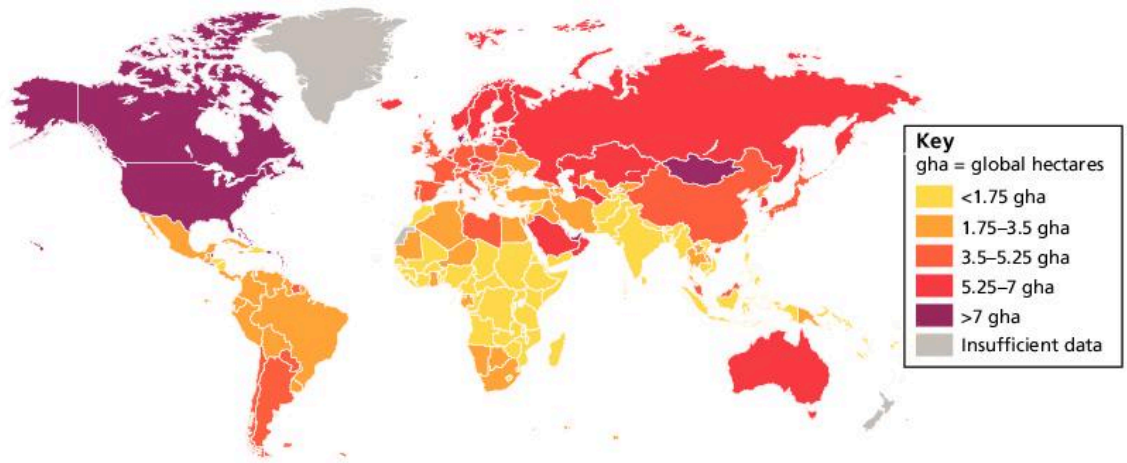 Key
gha = global hectares
<1.75 gha
1.75–3.5 gha
3.5–5.25 gha
5.25–7 gha
>7 gha
Insufficient data